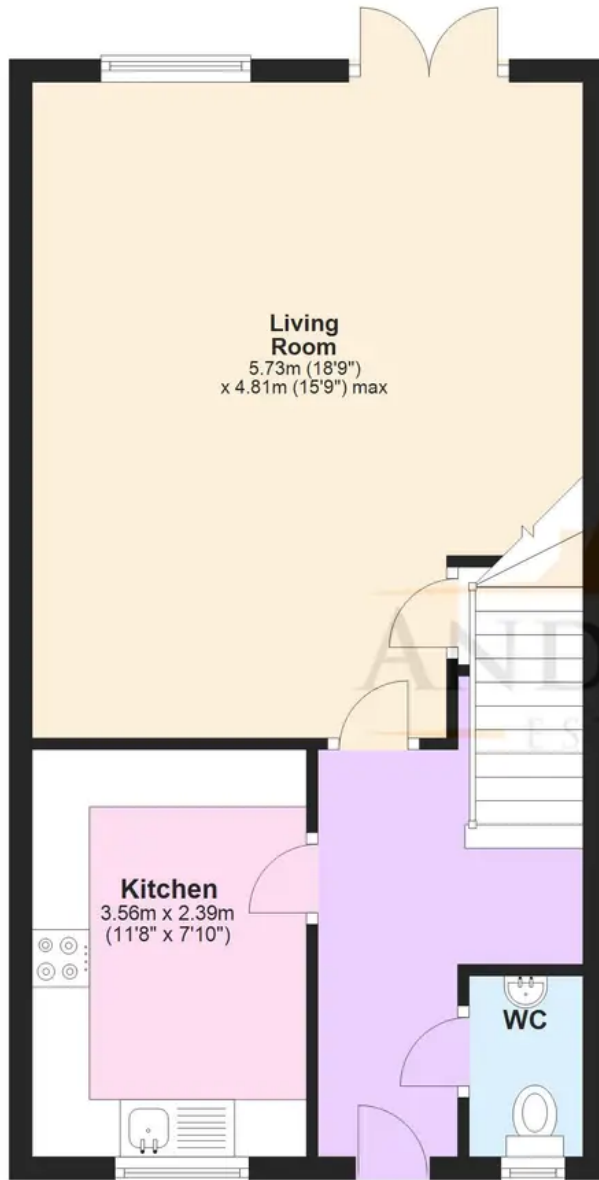 Living
Room
5.73m (18'9")
x 4.81m (15'9") max
Kitchen
3.56m x 2.39m
(11'8" x 7'10")
WC